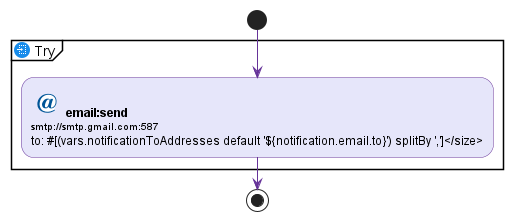 Try
@ email:send
smtp://smtp.gmail.com:587
to: #[(vars.notificationToAddresses default '${notification.email.to}') splitBy ',']</size>